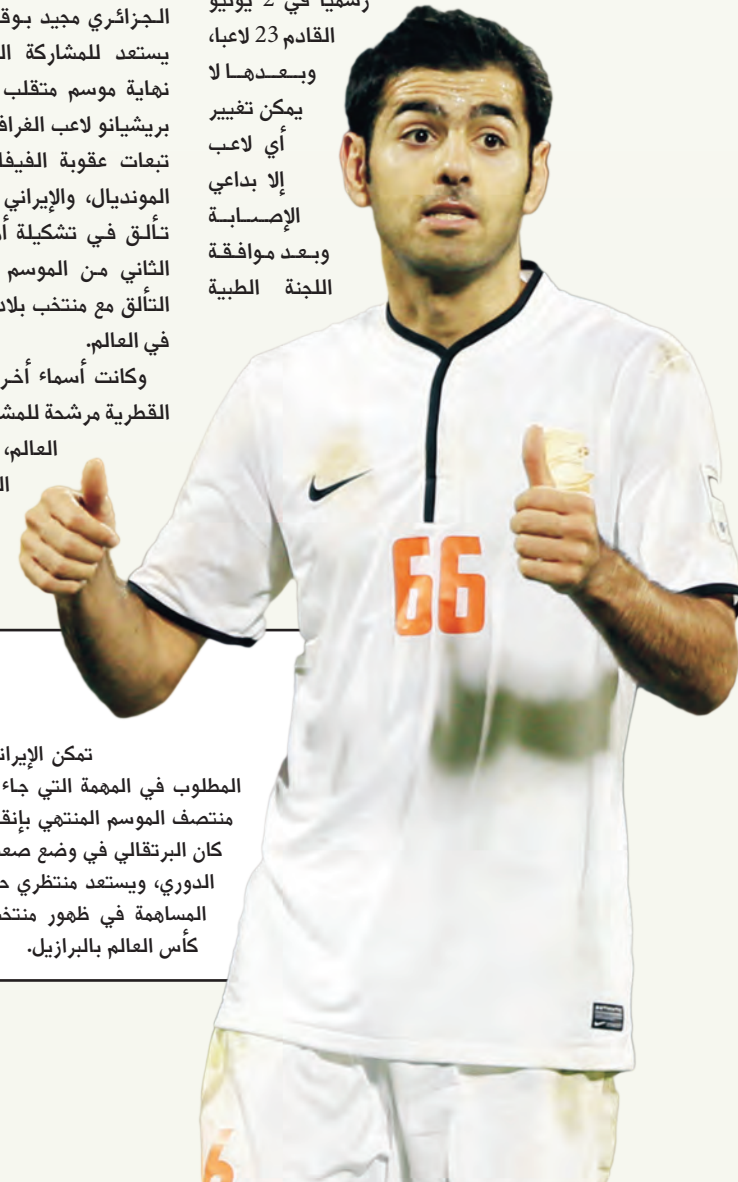 رسميا في 2 يونيو
القادم 23 لاعبا،
وبعدها لا
يمكن تغيير
أي لاعب
إلا بداعي
الإصابة
وبعد موافقة
اللجنة الطبية
الجزائري مجيد بوق
يستعد للمشاركة
نهاية موسم متقلب
بريشيانو لاعب الغراف
تبعات عقوبة الفيفا
المونديال، والإيراني
تألق في تشكيلة
الثاني من الموسم
التألق مع منتخب بلاد
في العالم.
وكانت أسماء أخر
القطرية مرشحة للمش
العالم،
66
تمكن الإيران
المطلوب في المهمة التي جاء
منتصف الموسم المنتهي بإنق
كان البرتقالي في وضع صع
الدوري، ويستعد منتظري
المساهمة في ظهور منتخ
كأس العالم بالبرازيل.
6